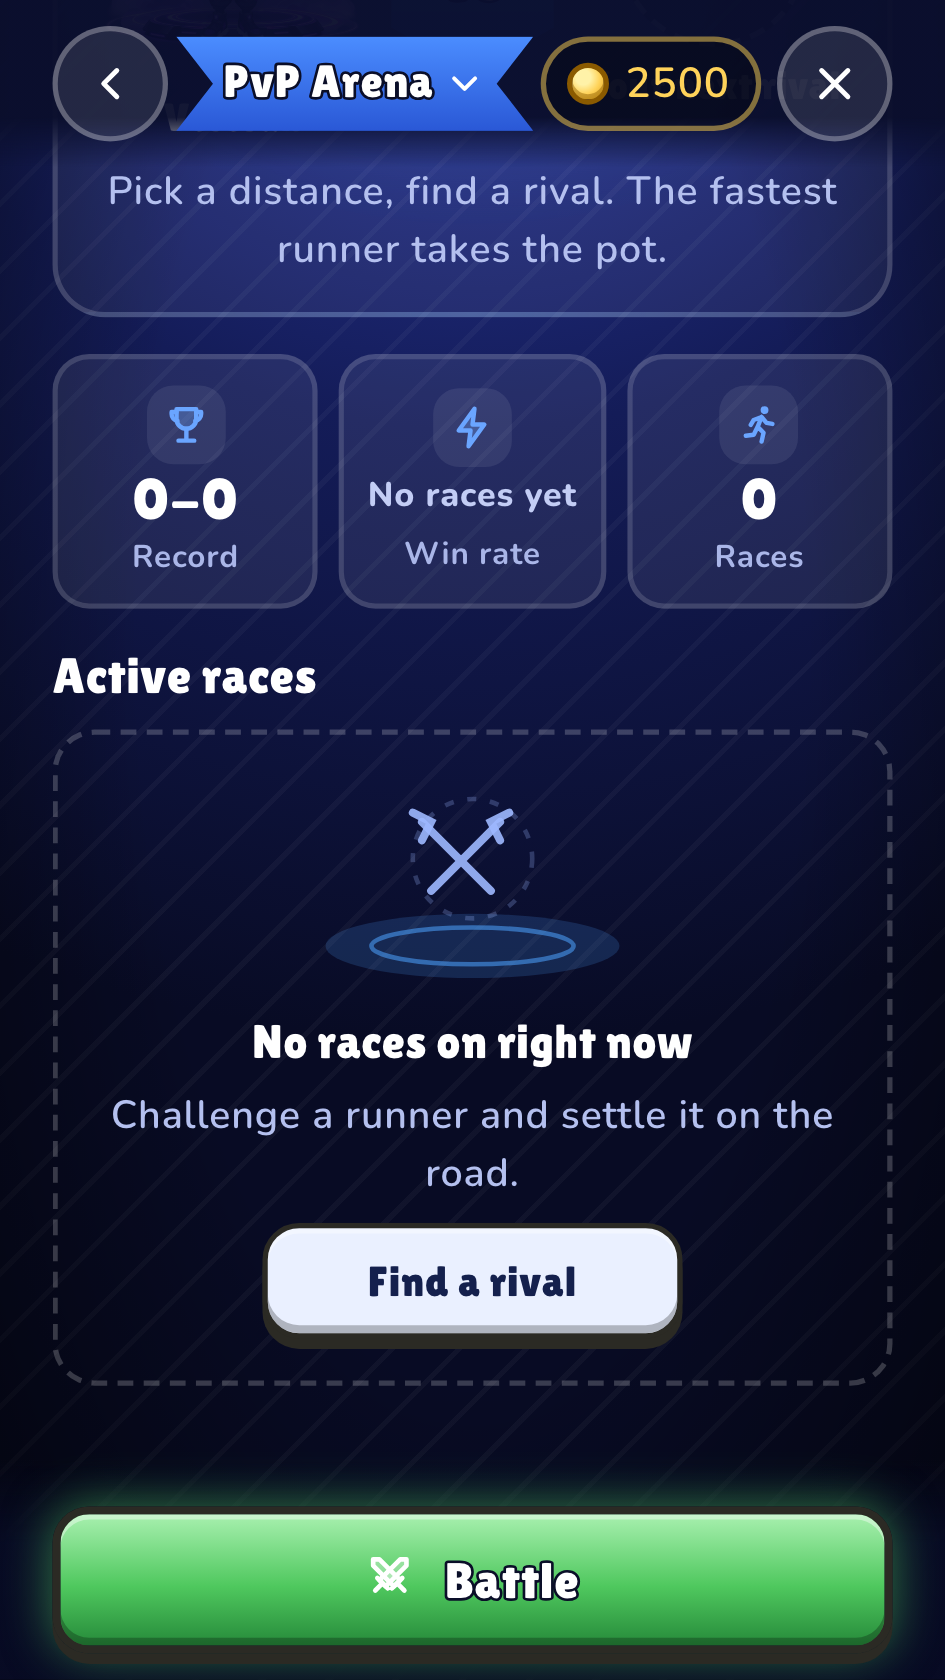 PvP Arena
2500
Pick a distance, find a rival. The fastest
runner takes the pot.
0–0
Record
No races yet
Win rate
0
Races
Active races
No races on right now
Challenge a runner and settle it on the
road.
Find a rival
Battle